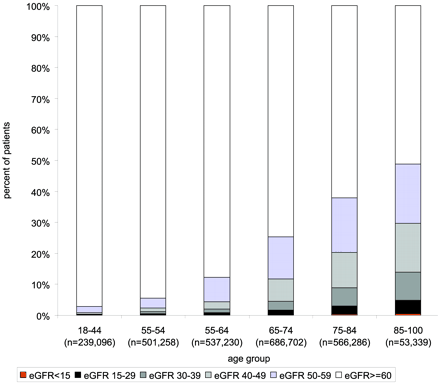 100%
90%
80%
70%
60%
50%
40%
30%
20%
10%
0%
percent of patients
18-44 55-54 55-64 65-74 75-84 85-100
(n=239,096) (n=501,258) (n=537,230) (n=686,702) (n=566,286) (n=53,339)
age group
eGFR<15 eGFR 15-29 eGFR 30-39 eGFR 40-49 eGFR 50-59 eGFR>=60